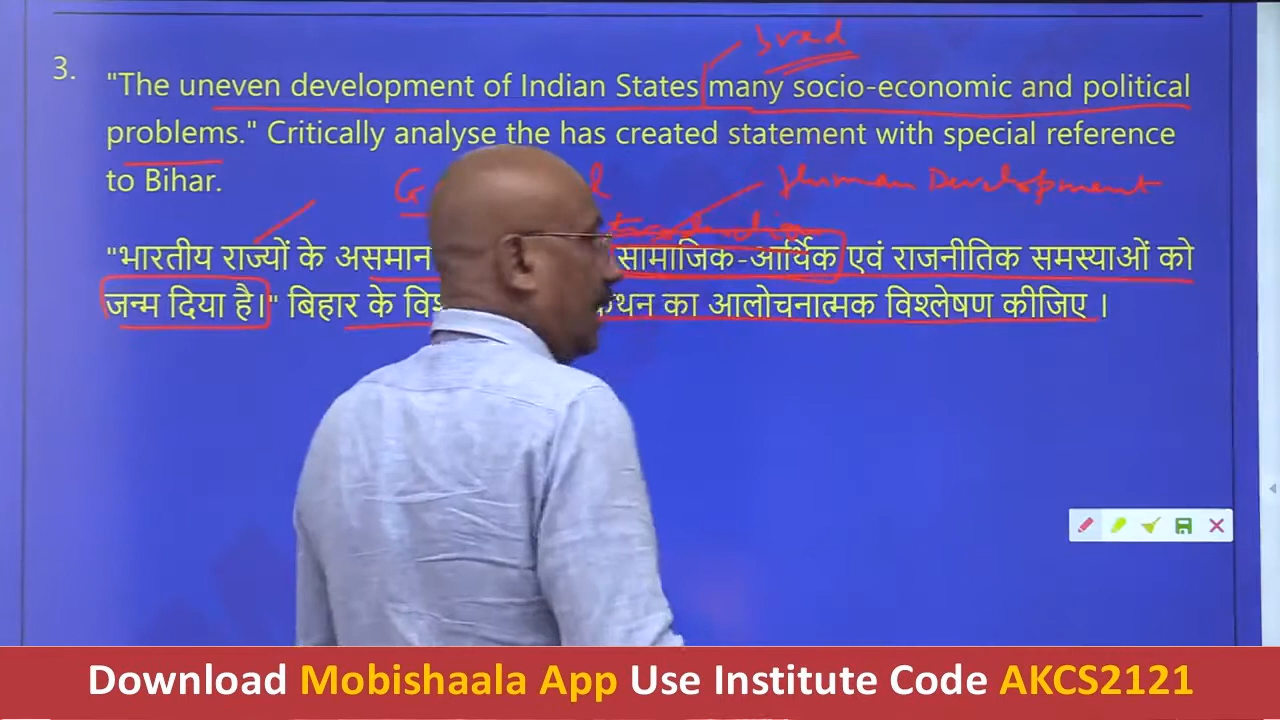 3ved
3. "The uneven development of Indian States many socio-economic and political
problems." Critically analyse the has created statement with special reference
to Bihar.
Human Development
"भारतीय राज्यों के असमान सामाजिक-आर्थिक एवं राजनीतिक समस्याओं को
जन्म दिया है।" बिहार के कथन का आलोचनात्मक विश्लेषण कीजिए ।
Download Mobishaala App Use Institute Code AKCS2121